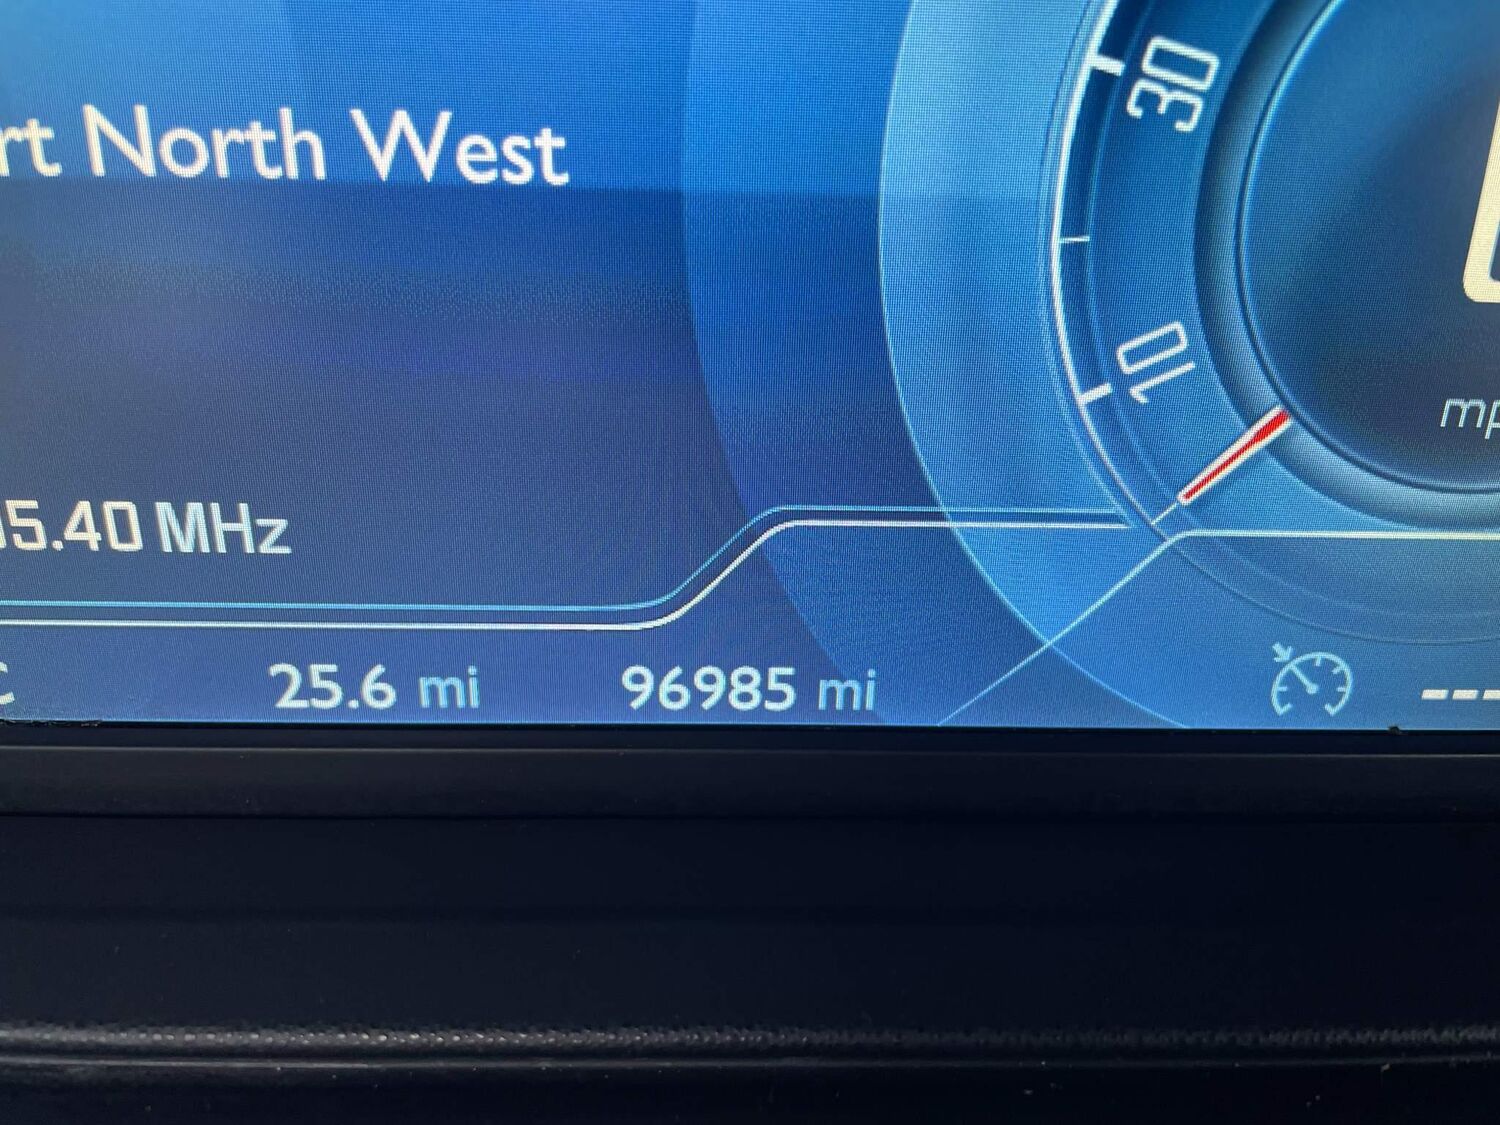 rt North West
5.40 MHz
25.6 mi 96985 mi
30
10
mp
----